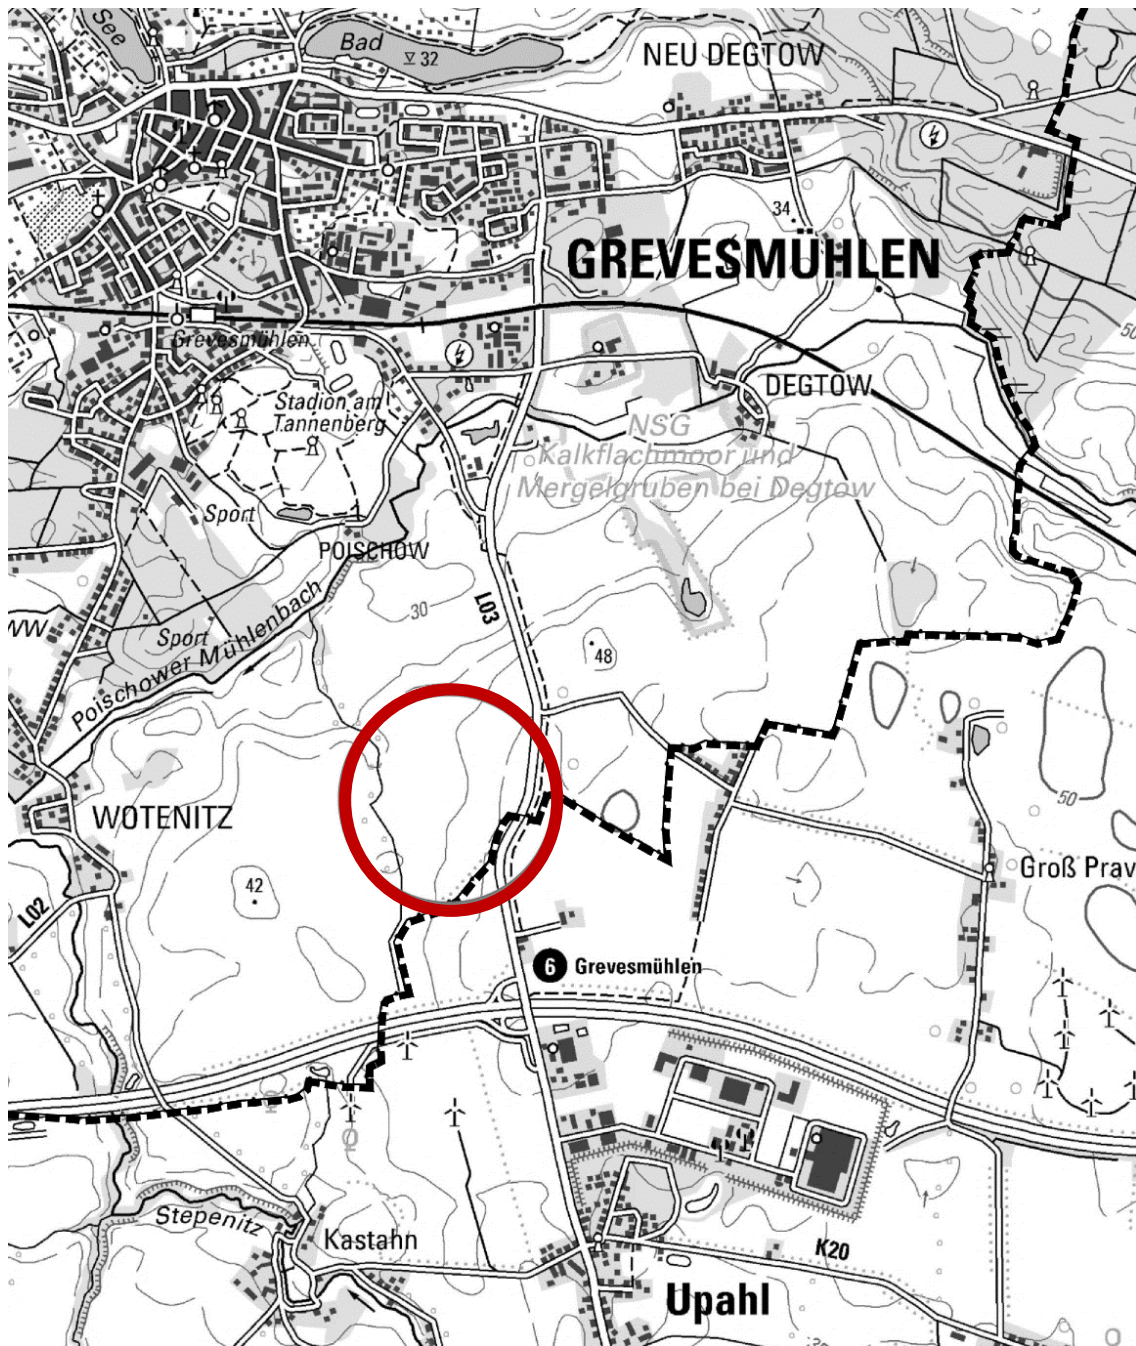 See
Bad
32
NEU DEGTOW
34
GREVESMÜHLEN
Grevesmühlen
DEGTOW
Stadion am
Tannenberg
NSG
Kalkflachmoor und
Mergelgruben bei Degtow
Sport
POISCHOW
30
L03
Sport
Poischower Mühlenbach
48
50
WOTENITZ
42
L02
Groß Prav
6 Grevesmühlen
Stepenitz
Kastahn
K20
Upahl